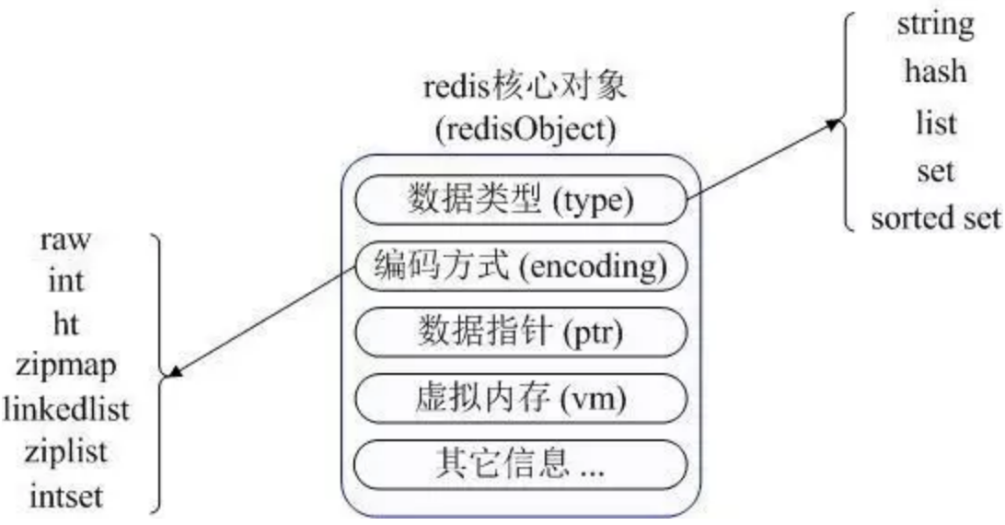 redis核心对象
(redisObject)
数据类型 (type)
编码方式 (encoding)
数据指针 (ptr)
虚拟内存 (vm)
其它信息 ...
string
hash
list
set
sorted set
raw
int
ht
zipmap
linkedlist
ziplist
intset